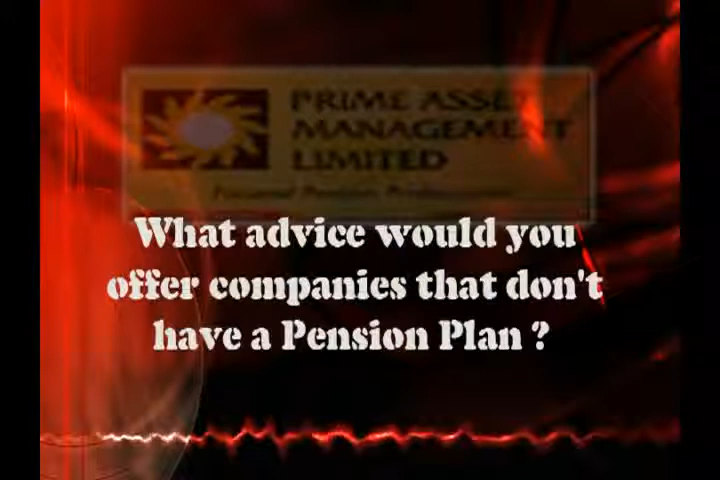 PRIME ASSET
MANAGEMENT
LIMITED
What advice would you
offer companies that don't
have a Pension Plan ?